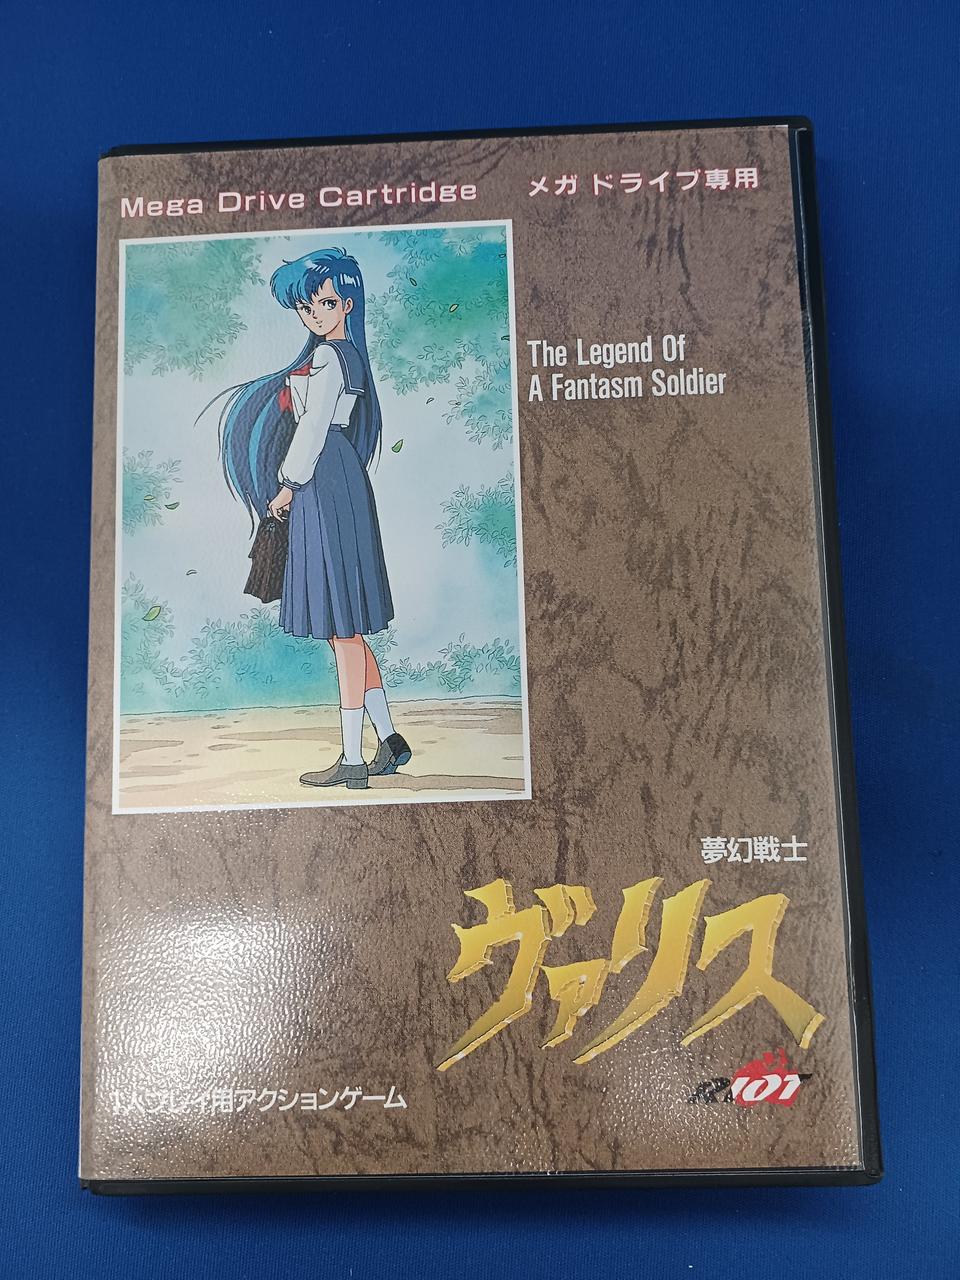 Mega Drive Cartridge
メガドライブ専用
The Legend Of
A Fantasm Soldier
夢幻戦士
ヴァリス
RIOT
1人プレイ用アクションゲーム